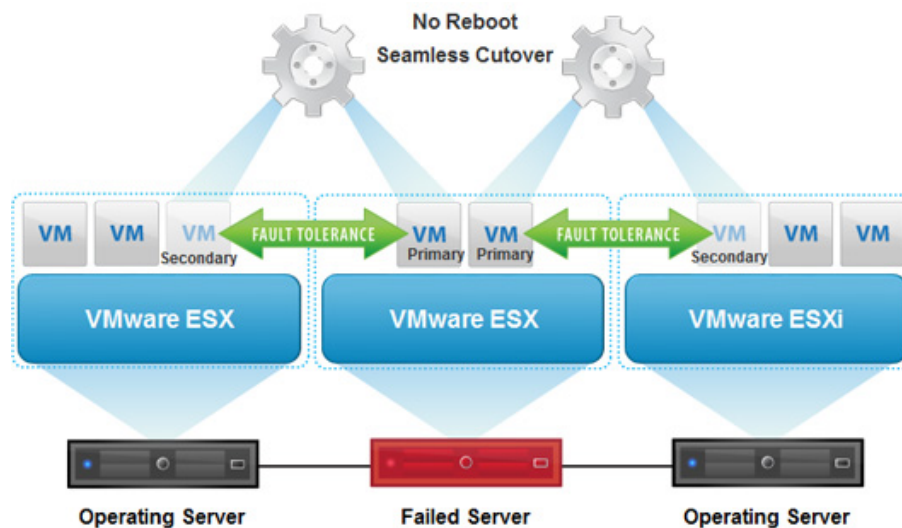 No Reboot
Seamless Cutover
VM VM VM FAULT TOLERANCE VM VM FAULT TOLERANCE VM VM VM
Secondary Primary Primary Secondary
VMware ESX VMware ESX VMware ESXi
Operating Server Failed Server Operating Server